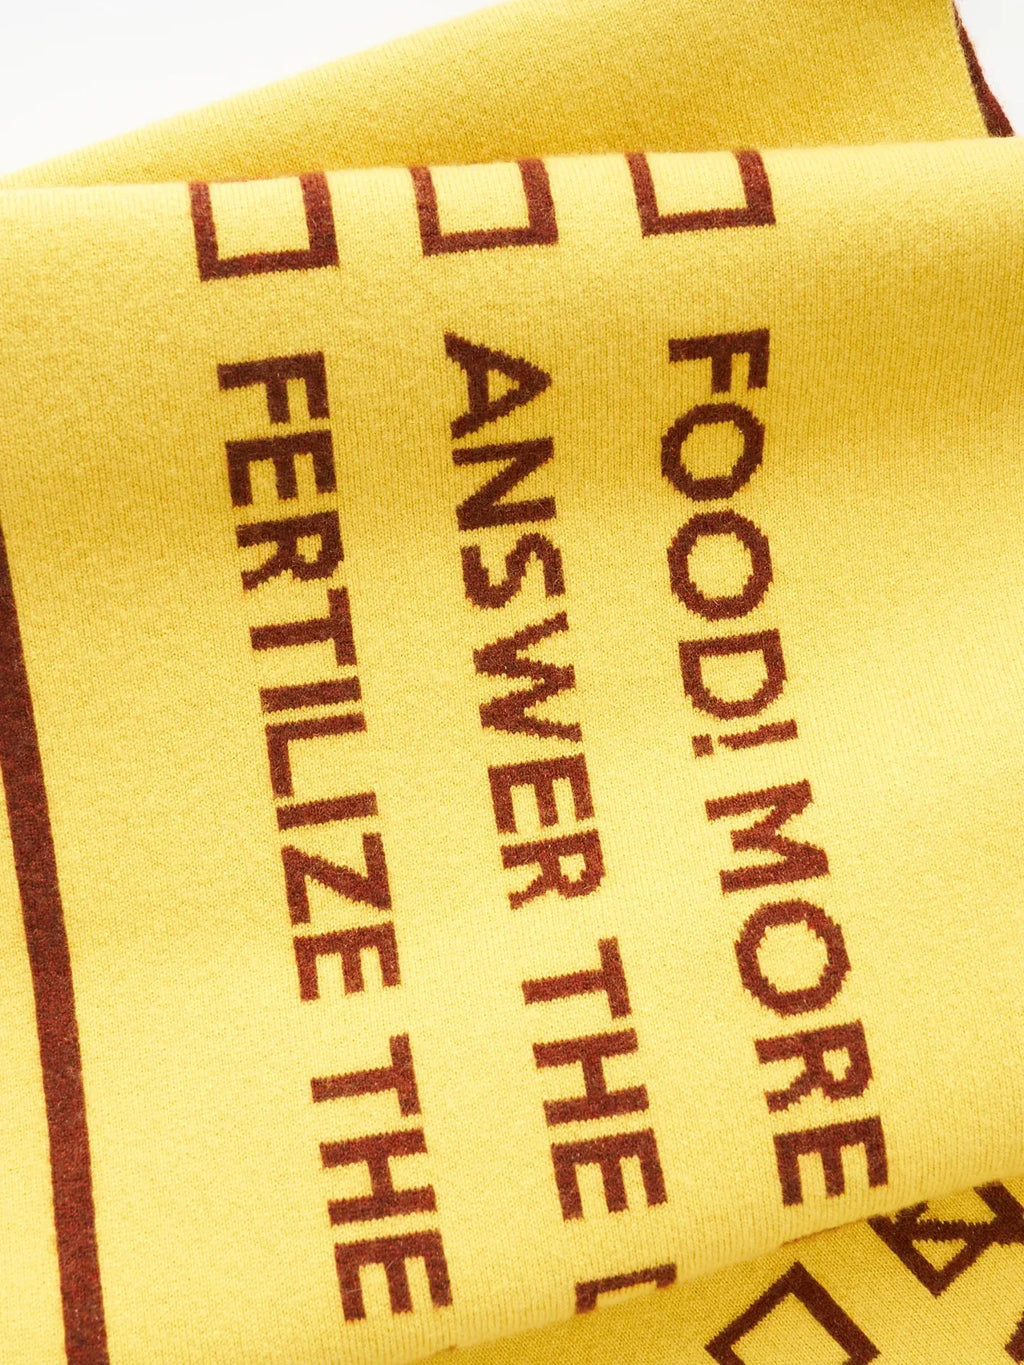 FOOD! MORE
ANSWER THE
FERTILIZE THE